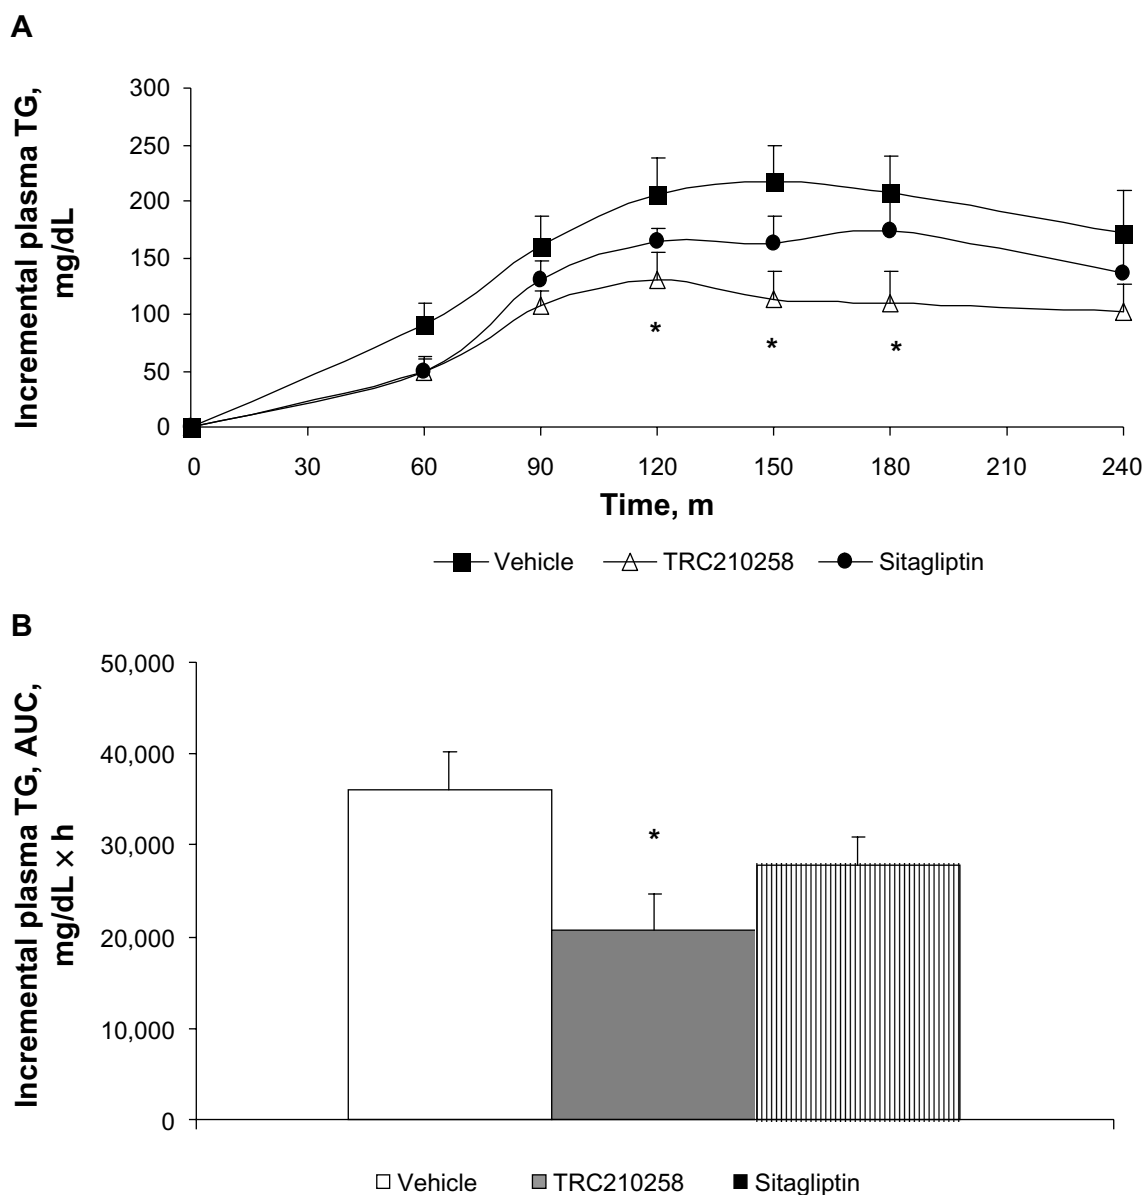 A
Incremental plasma TG,
mg/dL
300
250
200
150
100
50
0
0 30 60 90 120 150 180 210 240
* * *
Time, m
Vehicle TRC210258 Sitagliptin
B
Incremental plasma TG, AUC,
mg/dL × h
50,000
40,000
30,000
20,000
10,000
0
*
Vehicle TRC210258 Sitagliptin